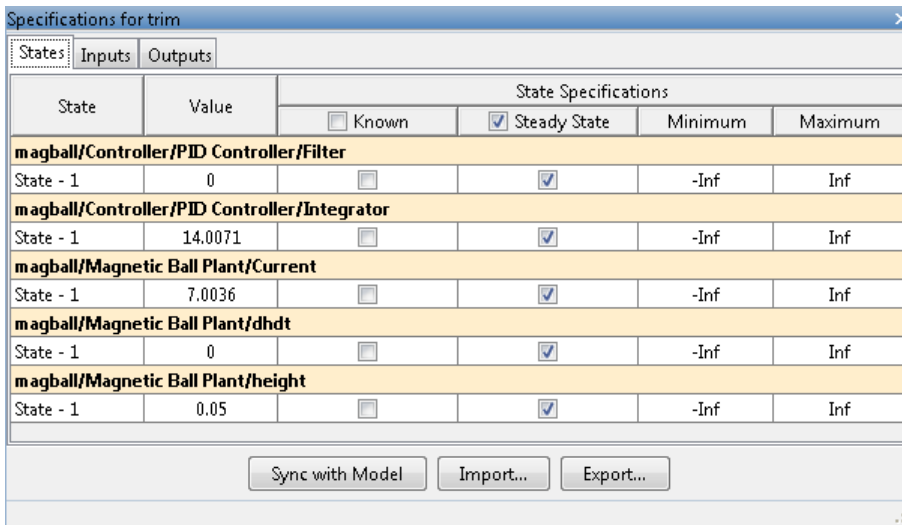 Specifications for trim
States Inputs Outputs
State Value State Specifications
Known Steady State Minimum Maximum
magball/Controller/PID Controller/Filter
State - 1 0 -Inf Inf
magball/Controller/PID Controller/Integrator
State - 1 14.0071 -Inf Inf
magball/Magnetic Ball Plant/Current
State - 1 7.0036 -Inf Inf
magball/Magnetic Ball Plant/dhdt
State - 1 0 -Inf Inf
magball/Magnetic Ball Plant/height
State - 1 0.05 -Inf Inf
Sync with Model Import... Export...